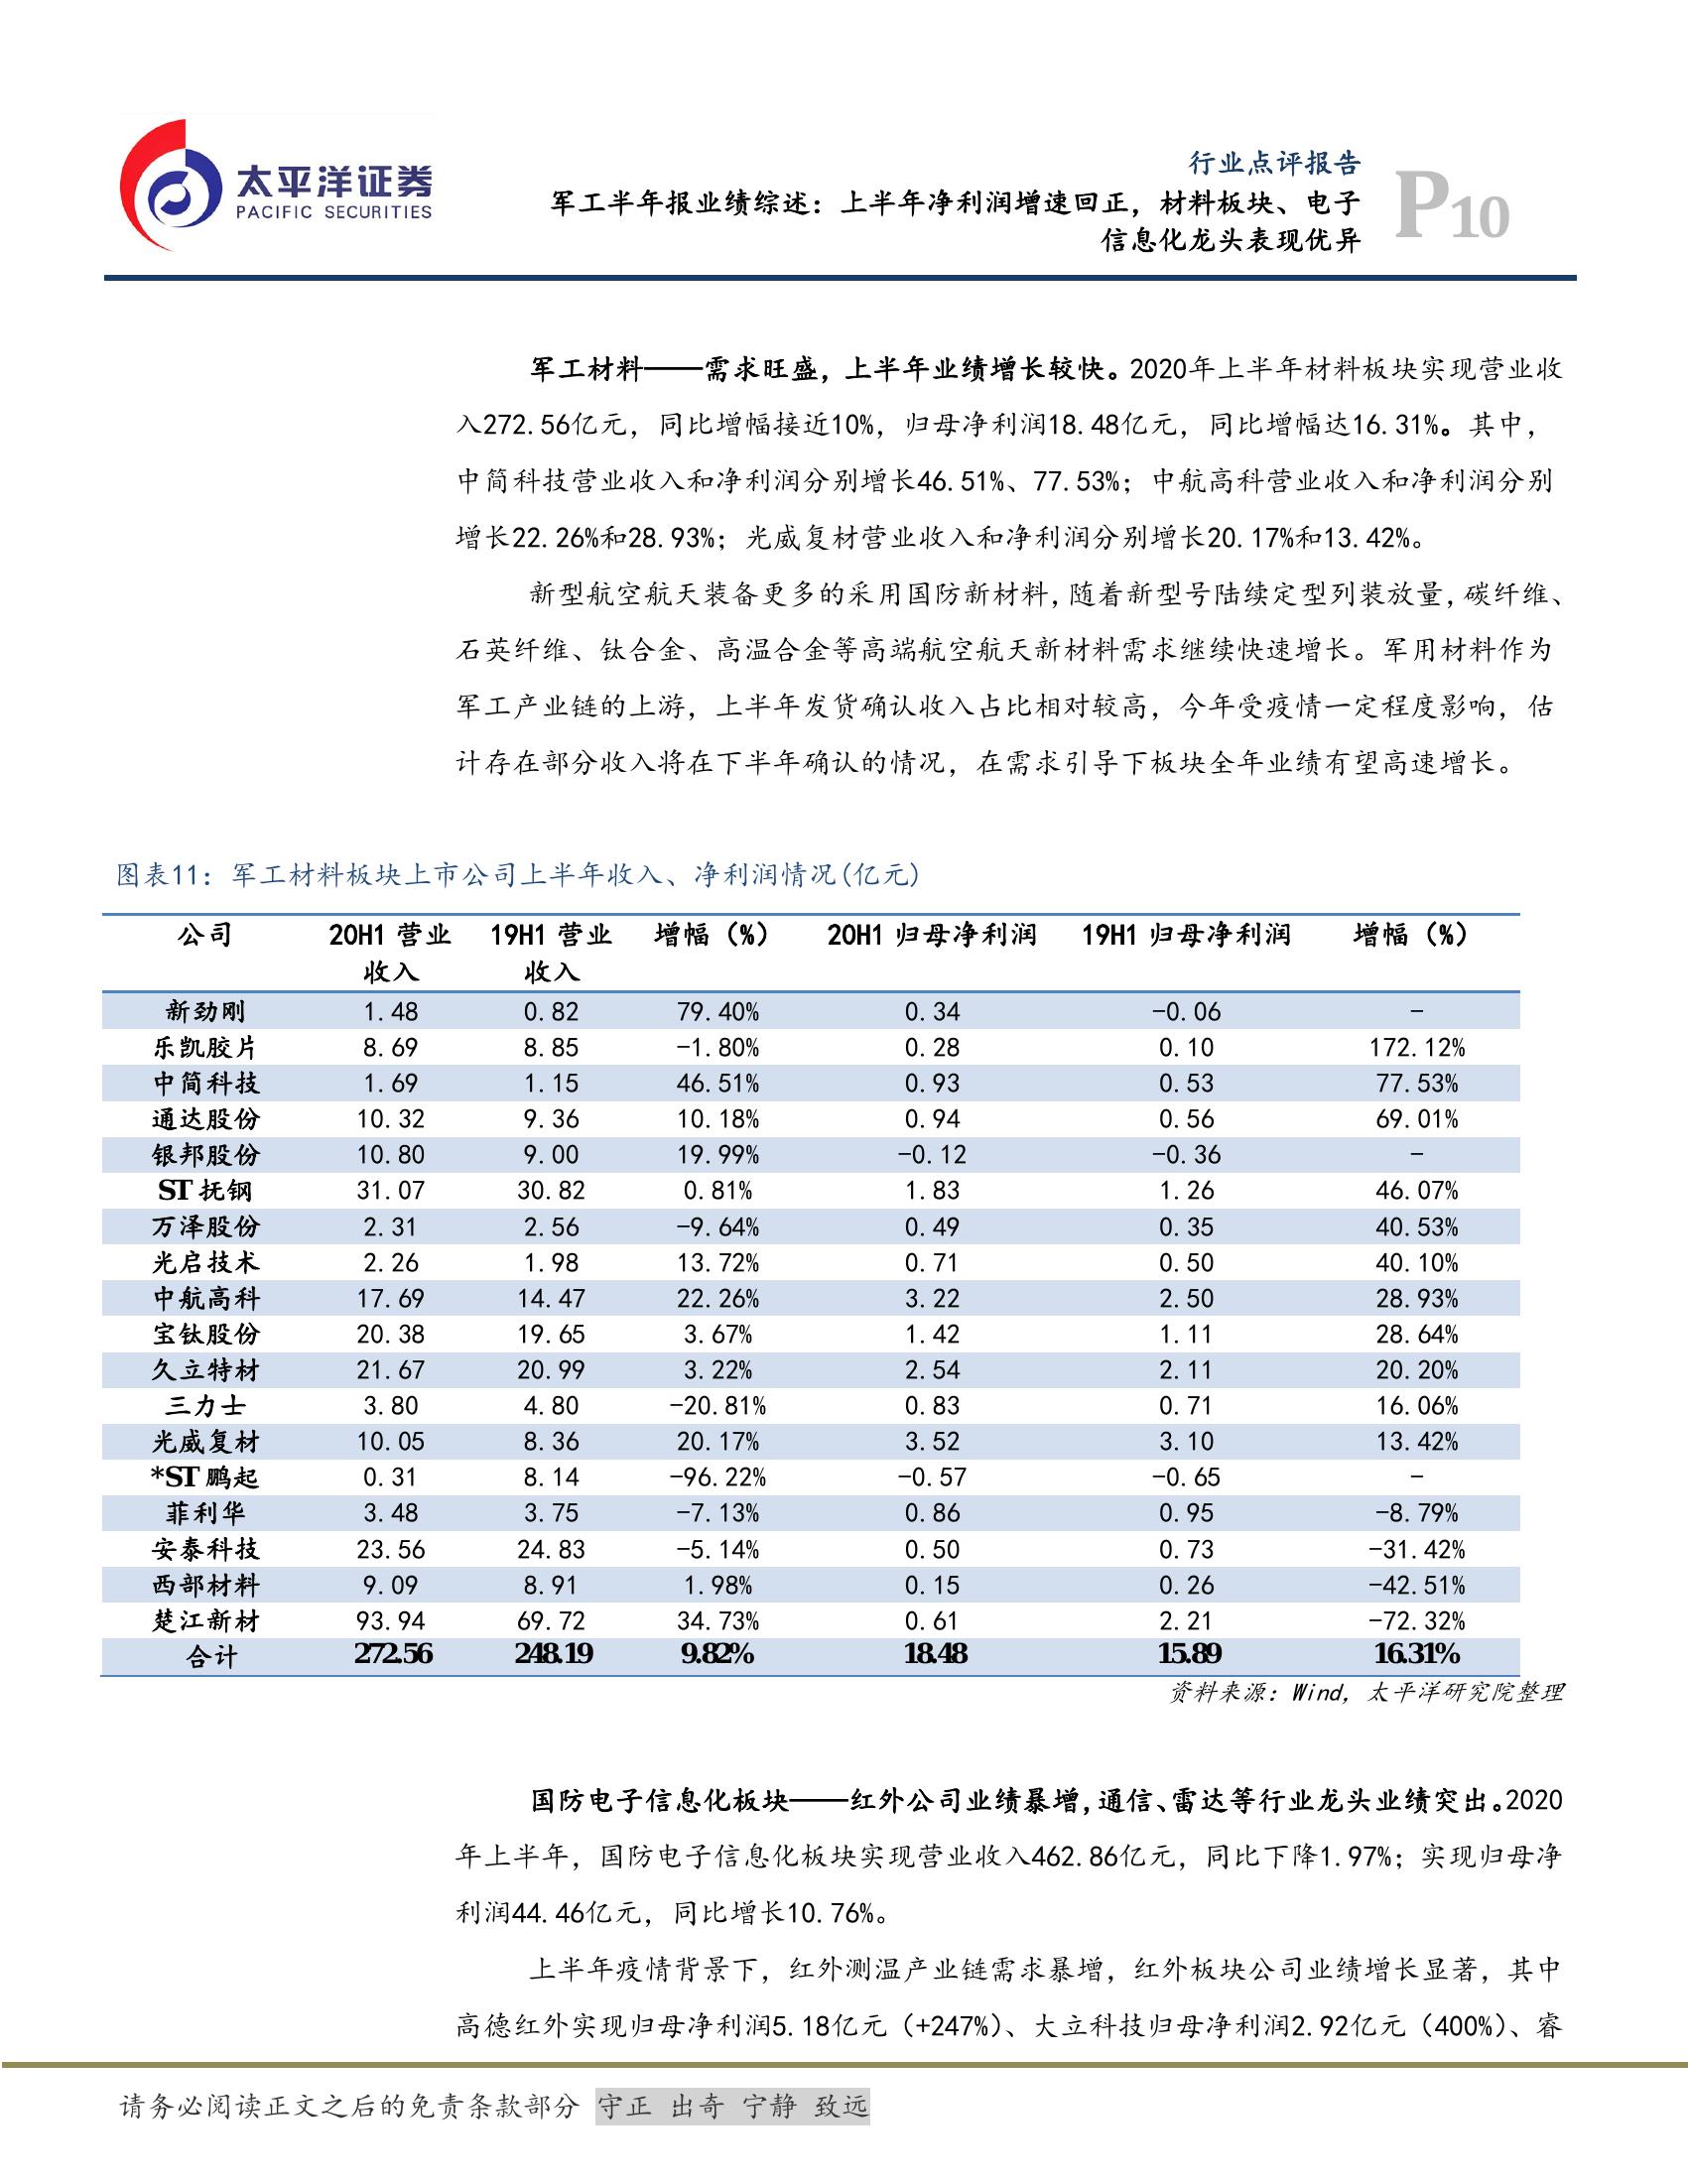 太平洋证券
PACIFIC SECURITIES
行业点评报告
军工半年报业绩综述：上半年净利润增速回正，材料板块、电子
信息化龙头表现优异
P10
军工材料——需求旺盛，上半年业绩增长较快。2020年上半年材料板块实现营业收
入272.56亿元，同比增幅接近10%，归母净利润18.48亿元，同比增幅达16.31%。其中，
中简科技营业收入和净利润分别增长46.51%、77.53%；中航高科营业收入和净利润分别
增长22.26%和28.93%；光威复材营业收入和净利润分别增长20.17%和13.42%。
新型航空航天装备更多的采用国防新材料，随着新型号陆续定型列装放量，碳纤维、
石英纤维、钛合金、高温合金等高端航空航天新材料需求继续快速增长。军用材料作为
军工产业链的上游，上半年发货确认收入占比相对较高，今年受疫情一定程度影响，估
计存在部分收入将在下半年确认的情况，在需求引导下板块全年业绩有望高速增长。
图表11：军工材料板块上市公司上半年收入、净利润情况(亿元)
公司 20H1 营业 19H1 营业 增幅（%） 20H1 归母净利润 19H1 归母净利润 增幅（%）
收入 收入
新劲刚 1.48 0.82 79.40% 0.34 -0.06 -
乐凯胶片 8.69 8.85 -1.80% 0.28 0.10 172.12%
中简科技 1.69 1.15 46.51% 0.93 0.53 77.53%
通达股份 10.32 9.36 10.18% 0.94 0.56 69.01%
银邦股份 10.80 9.00 19.99% -0.12 -0.36 -
ST 抚钢 31.07 30.82 0.81% 1.83 1.26 46.07%
万泽股份 2.31 2.56 -9.64% 0.49 0.35 40.53%
光启技术 2.26 1.98 13.72% 0.71 0.50 40.10%
中航高科 17.69 14.47 22.26% 3.22 2.50 28.93%
宝钛股份 20.38 19.65 3.67% 1.42 1.11 28.64%
久立特材 21.67 20.99 3.22% 2.54 2.11 20.20%
三力士 3.80 4.80 -20.81% 0.83 0.71 16.06%
光威复材 10.05 8.36 20.17% 3.52 3.10 13.42%
*ST 鹏起 0.31 8.14 -96.22% -0.57 -0.65 -
菲利华 3.48 3.75 -7.13% 0.86 0.95 -8.79%
安泰科技 23.56 24.83 -5.14% 0.50 0.73 -31.42%
西部材料 9.09 8.91 1.98% 0.15 0.26 -42.51%
楚江新材 93.94 69.72 34.73% 0.61 2.21 -72.32%
合计 272.56 248.19 9.82% 18.48 15.89 16.31%
资料来源：Wind，太平洋研究院整理
国防电子信息化板块——红外公司业绩暴增，通信、雷达等行业龙头业绩突出。2020
年上半年，国防电子信息化板块实现营业收入462.86亿元，同比下降1.97%；实现归母净
利润44.46亿元，同比增长10.76%。
上半年疫情背景下，红外测温产业链需求暴增，红外板块公司业绩增长显著，其中
高德红外实现归母净利润5.18亿元（+247%）、大立科技归母净利润2.92亿元（400%）、睿
请务必阅读正文之后的免责条款部分 守正 出奇 宁静 致远